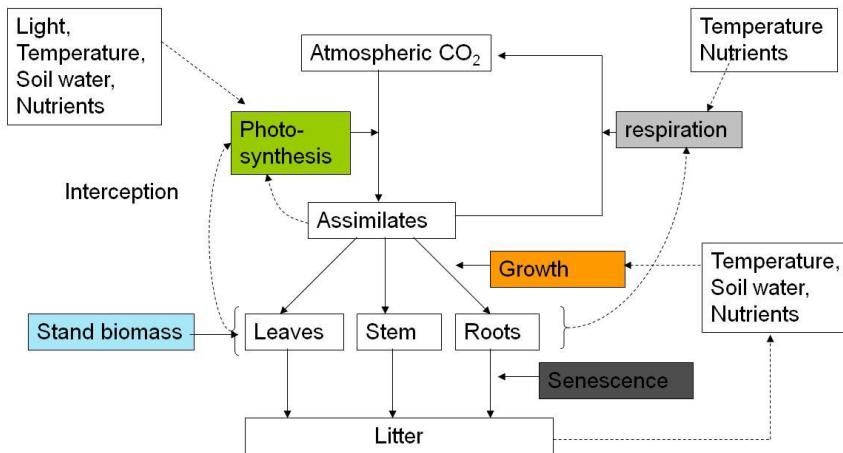 Light,
Temperature,
Soil water,
Nutrients
Atmospheric CO₂
Temperature
Nutrients
Photo-
synthesis
respiration
Interception
Assimilates
Growth
Temperature,
Soil water,
Nutrients
Stand biomass
Leaves
Stem
Roots
Senescence
Litter